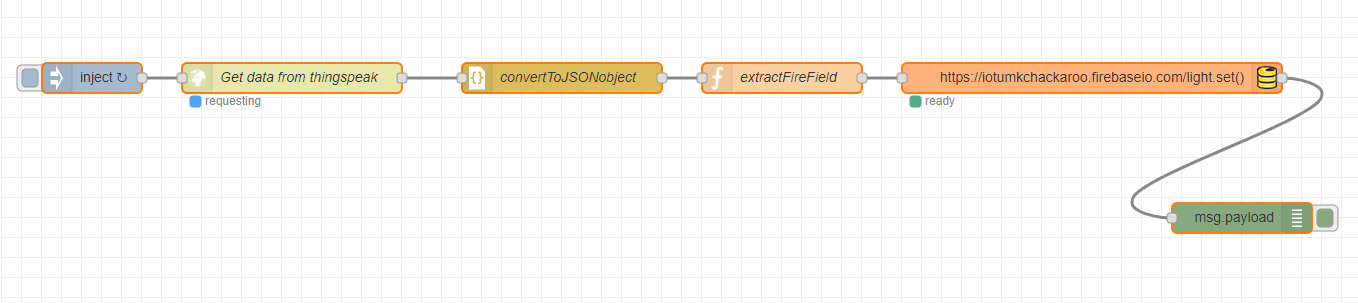 inject ↻
Get data from thingspeak
convertToJSONobject
extractFireField
https://iotumkchackaroo.firebaseio.com/light.set()
requesting
ready
msg.payload